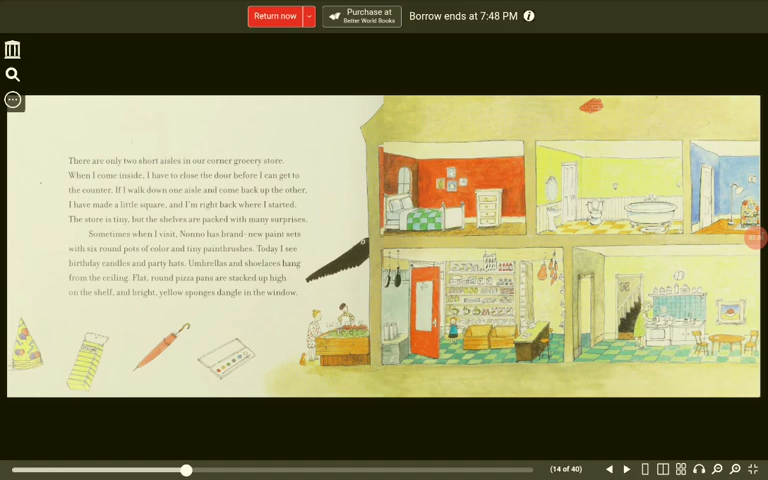 Return now
Purchase at
Better World Books
Borrow ends at 7:48 PM
There are only two short aisles in our corner grocery store.
When I come inside, I have to close the door before I can get to
the counter. If I walk down one aisle and come back up the other,
I have made a little square, and I'm right back where I started.
The store is tiny, but the shelves are packed with many surprises.
Sometimes when I visit, Nonno has brand-new paint sets
with six round pots of color and tiny paintbrushes. Today I see
birthday candles and party hats. Umbrellas and shoelaces hang
from the ceiling. Flat, round pizza pans are stacked up high
on the shelf, and bright, yellow sponges dangle in the window.
(14 of 40)